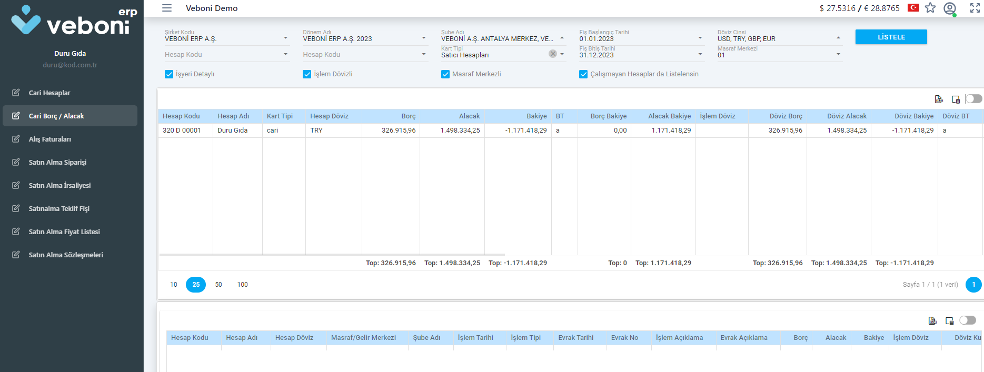 veboni erp
Duru Gıda
duru@kod.com.tr
Cari Hesaplar
Cari Borç / Alacak
Alış Faturaları
Satın Alma Siparişi
Satın Alma İrsaliyesi
Satınalma Teklif Fişi
Satın Alma Fiyat Listesi
Satın Alma Sözleşmeleri
Veboni Demo
$ 27.5316 / € 28.8765
Şirket Kodu
VEBONİ ERP A.Ş.
Dönem Adı
VEBONİ ERP A.Ş. 2023
Şube Adı
VEBONİ A.Ş. ANTALYA MERKEZ, VE...
Fiş Başlangıç Tarihi
01.01.2023
Döviz Cinsi
USD, TRY, GBP, EUR
LİSTELE
Hesap Kodu
Hesap Kodu
Kart Tipi
Satıcı Hesapları
Fiş Bitiş Tarihi
31.12.2023
Masraf Merkezi
01
İşyeri Detaylı
İşlem Dövizli
Masraf Merkezli
Çalışmayan Hesaplar da Listelensin
Hesap Kodu Hesap Adı Kart Tipi Hesap Döviz Borç Alacak Bakiye BT Borç Bakiye Alacak Bakiye İşlem Döviz Döviz Borç Döviz Alacak Döviz Bakiye Döviz BT
320 D 00001 Duru Gıda cari TRY 326.915,96 1.498.334,25 -1.171.418,29 a 0,00 1.171.418,29 326.915,96 1.498.334,25 -1.171.418,29 a
Top: 326.915,96 Top: 1.498.334,25 Top: -1.171.418,29 Top: 0 Top: 1.171.418,29 Top: 326.915,96 Top: 1.498.334,25 Top: -1.171.418,29
10 25 50 100 Sayfa 1 / 1 (1 veri) 1
Hesap Kodu Hesap Adı Hesap Döviz Masraf/Gelir Merkezi Şube Adı İşlem Tarihi İşlem Tipi Evrak Tarihi Evrak No İşlem Açıklama Evrak Açıklama Borç Alacak Bakiye İşlem Döviz Döviz Ku